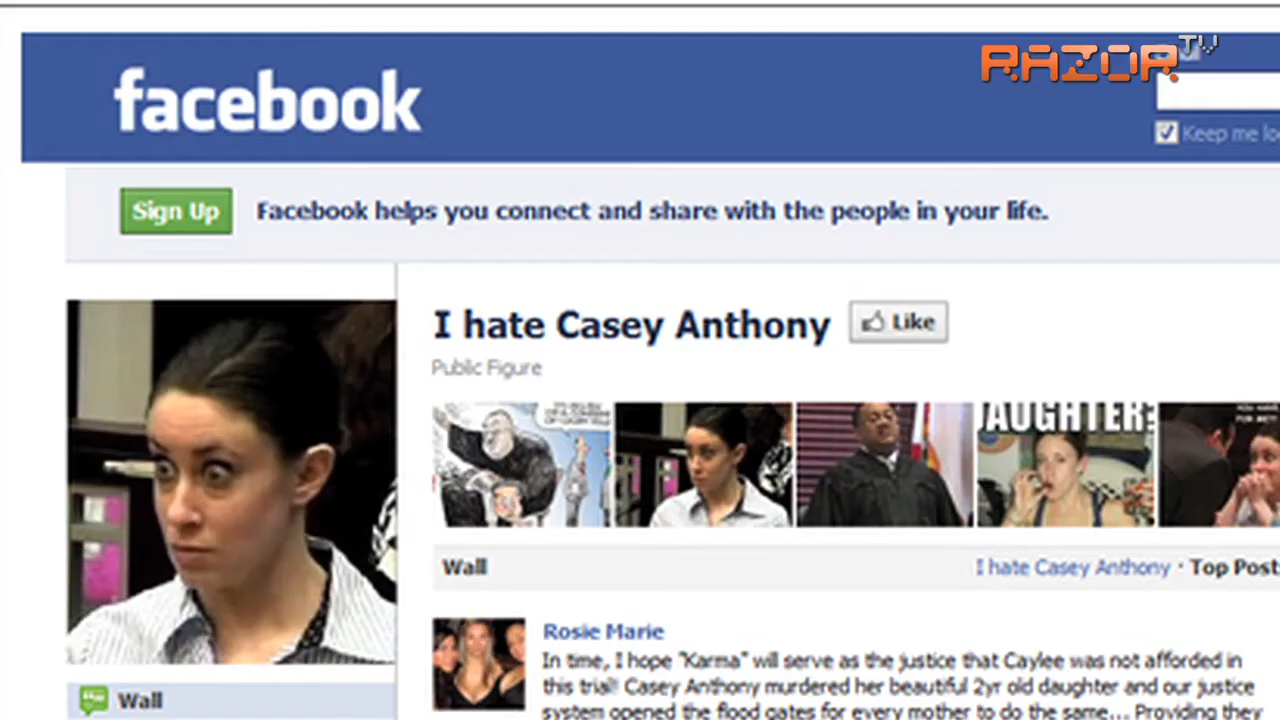 RAZOR TV
facebook
Keep me lo
Sign Up
Facebook helps you connect and share with the people in your life.
I hate Casey Anthony
Like
Public Figure
AUGHTER?
Wall
I hate Casey Anthony · Top Post
Rosie Marie
In time, I hope "Karma" will serve as the justice that Caylee was not afforded in
this trial! Casey Anthony murdered her beautiful 2yr old daughter and our justice
system opened the flood gates for every mother to do the same... Providing they
Wall